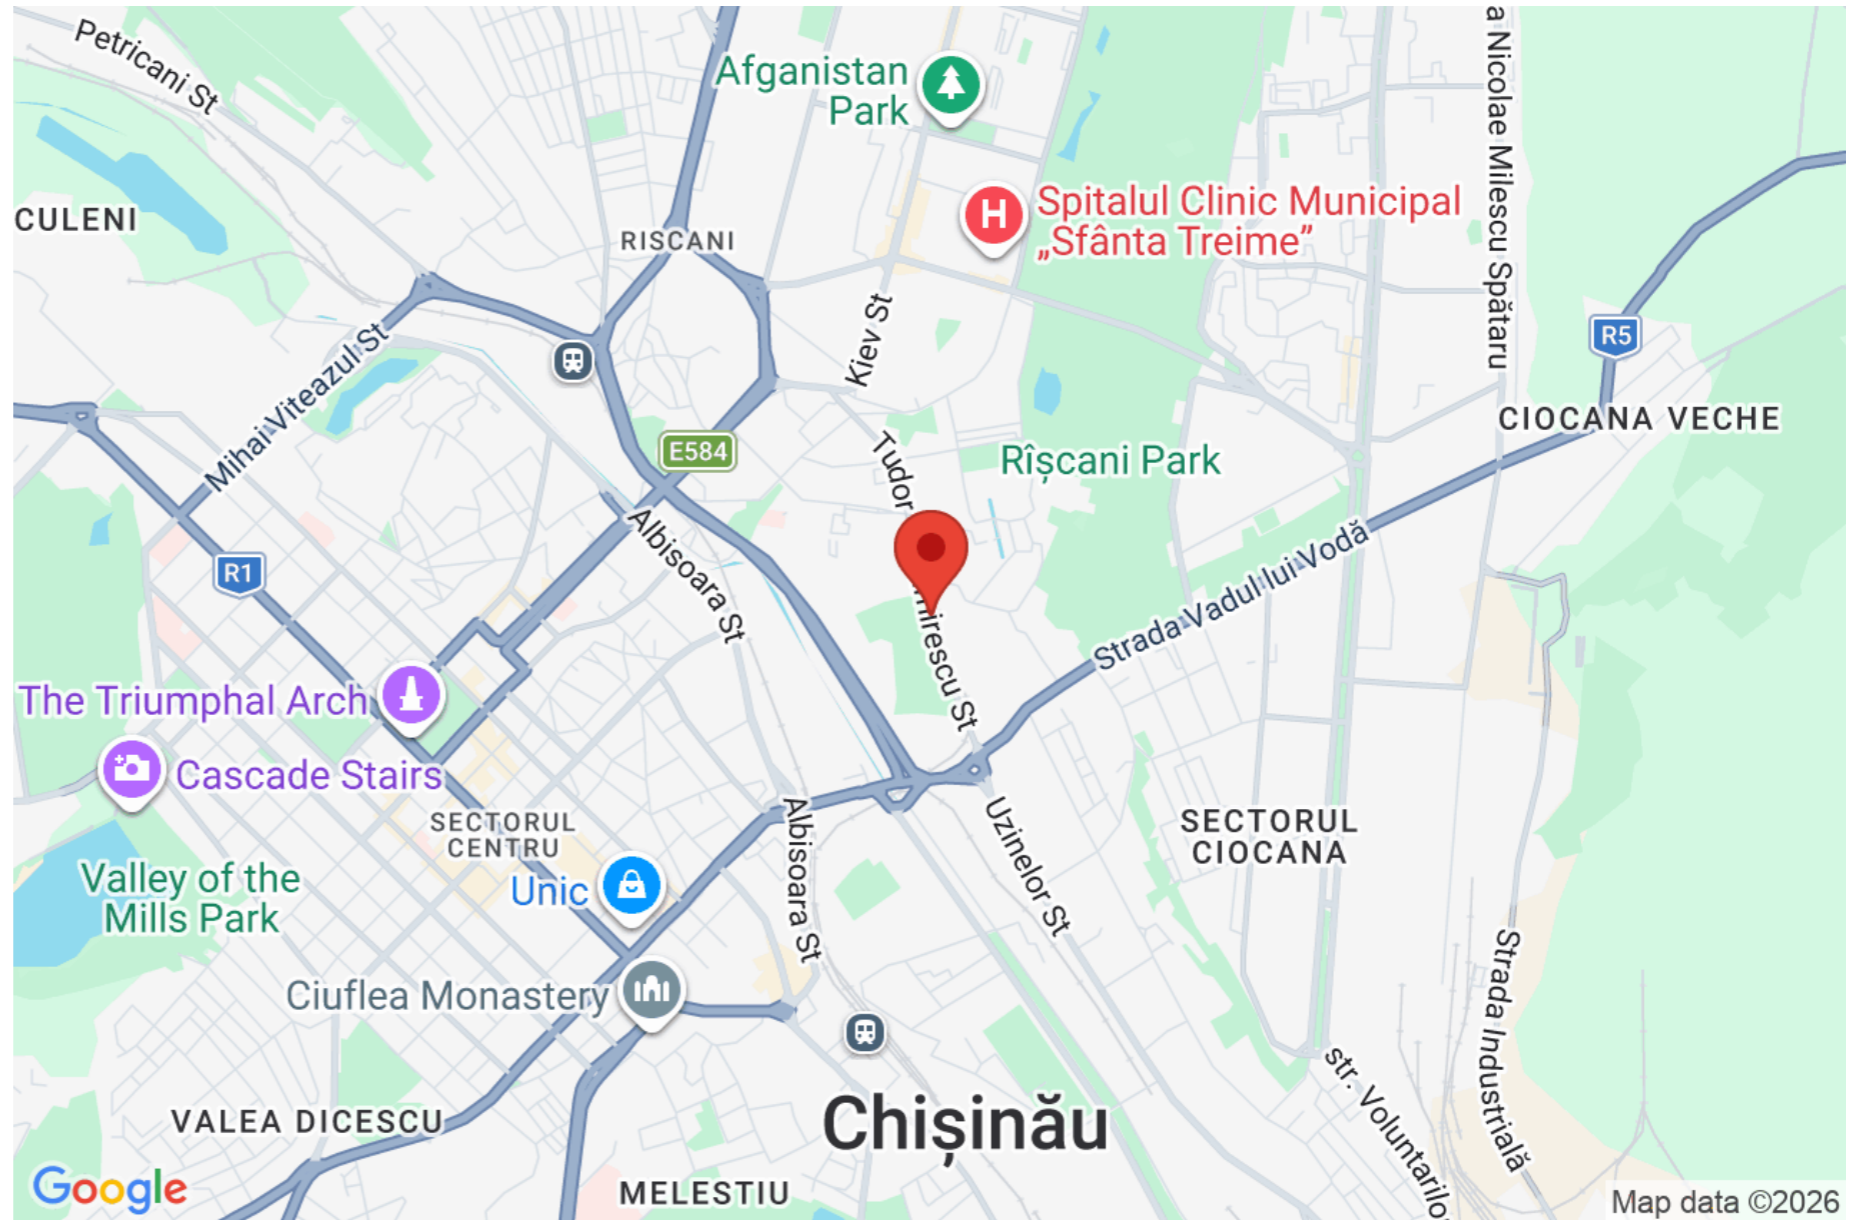 Petricani St
Afganistan
Park
a Nicolae Milescu Spătaru
CULENI
Spitalul Clinic Municipal
„Sfânta Treime”
RISCANI
Kiev St
Mihai Viteazul St
R5
CIOCANA VECHE
E584
Tudor
Rîșcani Park
Albisoara St
R1
Strada Vadul lui Vodă
mirescu St
The Triumphal Arch
Cascade Stairs
SECTORUL
CENTRU
Albisoara St
Uzinelor St
SECTORUL
CIOCANA
Valley of the
Mills Park
Unic
H
Ciuflea Monastery
Strada Industrială
str. Voluntarilo
VALEA DICESCU
Chișinău
MELESTIU
Google
Map data ©2026